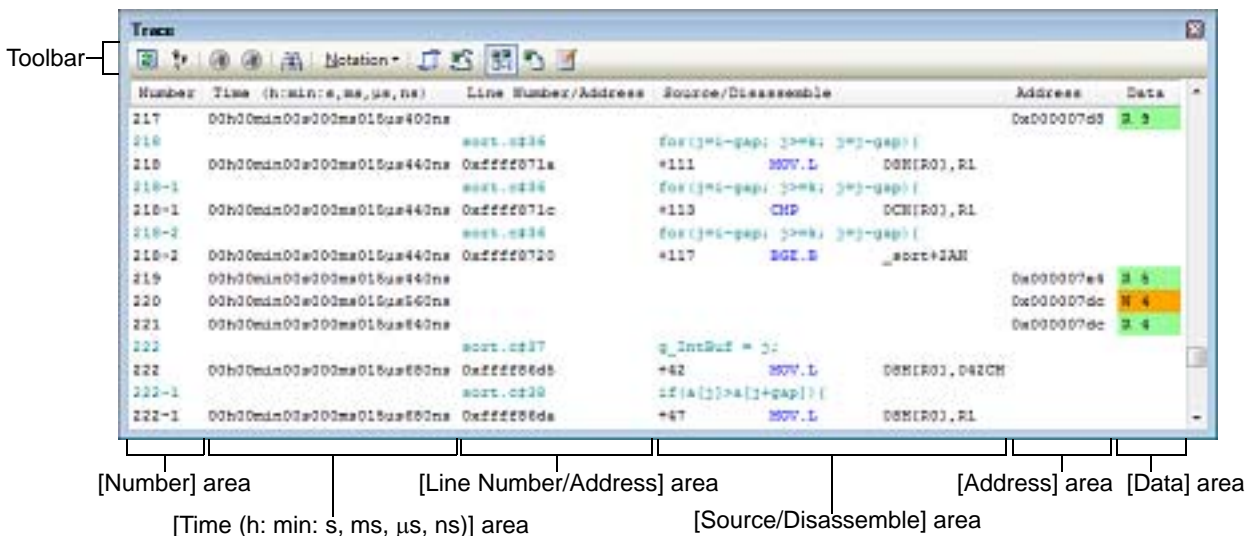 Trace
Toolbar
Notation
Number Time (h:min:s,ms,µs,ns) Line Number/Address Source/Disassemble Address Data
217 00h00min00s000ms015µs400ns 0x000007d8 R 9
218 sort.c#36 for(j=i-gap; j>=k; j=j-gap){
218 00h00min00s000ms015µs440ns 0xffff871a +111 MOV.L 08H[R0],R1
218-1 sort.c#36 for(j=i-gap; j>=k; j=j-gap){
218-1 00h00min00s000ms015µs440ns 0xffff871c +113 CMP 0CH[R0],R1
218-2 sort.c#36 for(j=i-gap; j>=k; j=j-gap){
218-2 00h00min00s000ms015µs440ns 0xffff8720 +117 BGE.B _sort+2AH
219 00h00min00s000ms015µs440ns 0x000007e4 R
220 00h00min00s000ms015µs560ns 0x000007dc W 4
221 00h00min00s000ms015µs640ns 0x000007dc R 4
222 sort.c#37 g_IntBuf = j;
222 00h00min00s000ms015µs680ns 0xffff86d5 +42 MOV.L 08H[R0],042CH
222-1 sort.c#38 if(a[j]>a[j+gap]){
222-1 00h00min00s000ms015µs680ns 0xffff86da +47 MOV.L 08H[R0],R1
[Number] area [Line Number/Address] area [Address] area [Data] area
[Time (h: min: s, ms, µs, ns)] area [Source/Disassemble] area